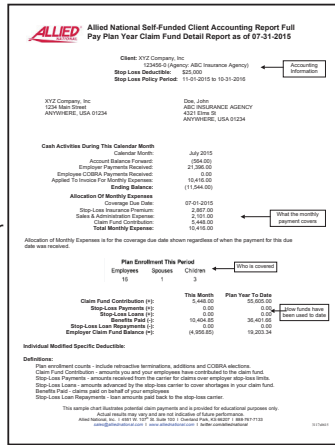 ALLIED
NATIONAL
Allied National Self-Funded Client Accounting Report Full
Pay Plan Year Claim Fund Detail Report as of 07-31-2015
Client: XYZ Company, Inc
123456-0 (Agency: ABC Insurance Agency)
Stop Loss Deductible: $25,000
Stop Loss Policy Period: 11-01-2015 to 10-31-2016
Accounting
Information
XYZ Company, Inc
1234 Main Street
ANYWHERE, USA 01234
Doe, John
ABC INSURANCE AGENCY
4321 Elms St
ANYWHERE, USA 01234
Cash Activities During This Calendar Month
Calendar Month: July 2015
Account Balance Forward: (564.00)
Employer Payments Received: 21,396.00
Employee COBRA Payments Received: 0.00
Applied To Invoice For Monthly Expenses: 10,416.00
Ending Balance: (11,544.00)
Allocation Of Monthly Expenses
Coverage Due Date: 07-01-2015
Stop-Loss Insurance Premium: 2,867.00
Sales & Administration Expense: 2,101.00
Claim Fund Contribution: 5,448.00
Total Monthly Expense: 10,416.00
What the monthly
payment covers
Allocation of Monthly Expenses is for the coverage due date shown regardless of when the payment for this due
date was received.
Plan Enrollment This Period
Employees Spouses Children
16 1 3
Who is covered
This Month Plan Year To Date
Claim Fund Contribution (+): 5,448.00 55,605.00
Stop-Loss Payments (+): 0.00 0.00
Stop-Loss Loans (+): 0.00 0.00
Benefits Paid (-): 10,404.85 36,401.66
Stop-Loss Loan Repayments (-): 0.00 0.00
Employer Claim Fund Balance (=): (4,956.85) 19,203.34
How funds have
been used to date
Individual Modified Specific Deductible:
Definitions:
Plan enrollment counts - include retroactive terminations, additions and COBRA elections.
Claim Fund Contribution - amounts you and your employees have contributed to the claim fund.
Stop-Loss Payments - amounts received from the carrier for claims over employer stop-loss limits.
Stop-Loss Loans - amounts advanced by the stop-loss carrier to cover shortages in your claim fund.
Benefits Paid - claims paid on behalf of your employees
Stop-Loss Loan Repayments - loan amounts paid back to the stop-loss carrier.
This sample chart illustrates potential claim payments and is provided for educational purposes only.
Actual results may vary and are not indicative of future performance.